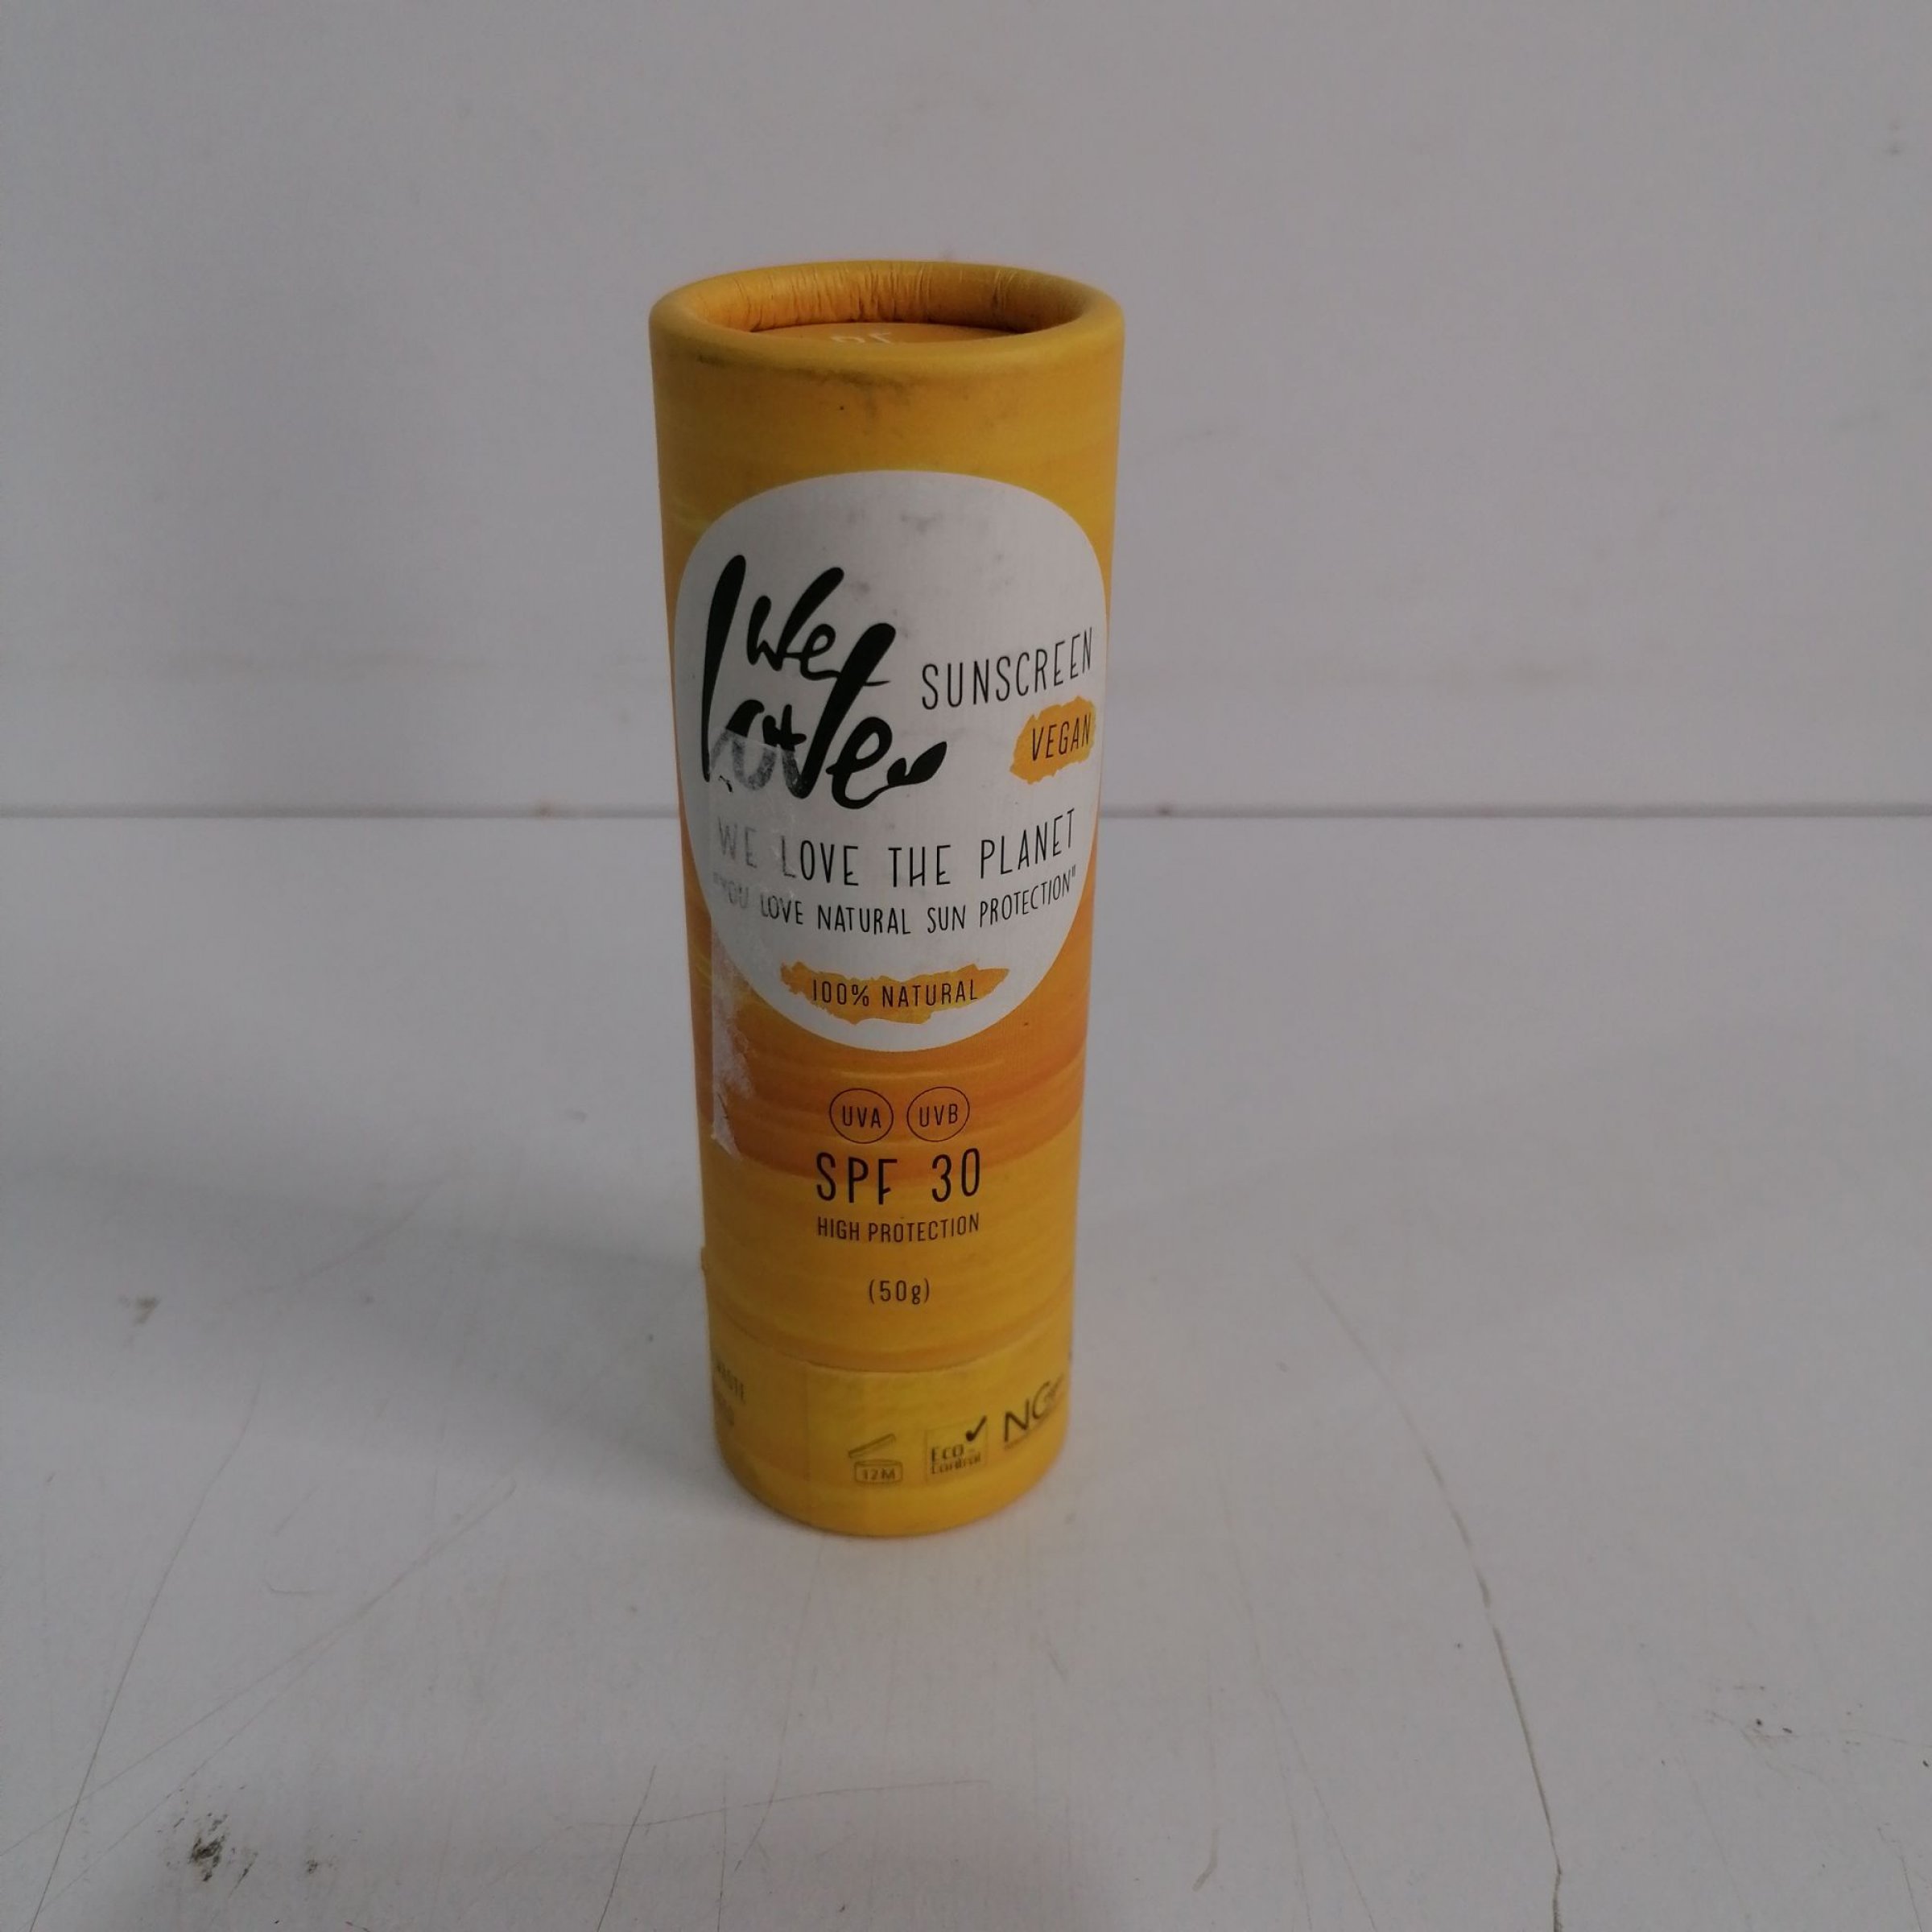 We
love
SUNSCREEN
VEGAN
WE LOVE THE PLANET
"YOU LOVE NATURAL SUN PROTECTION"
100% NATURAL
UVA UVB
SPF 30
HIGH PROTECTION
(50g)
12M
Eco
Control